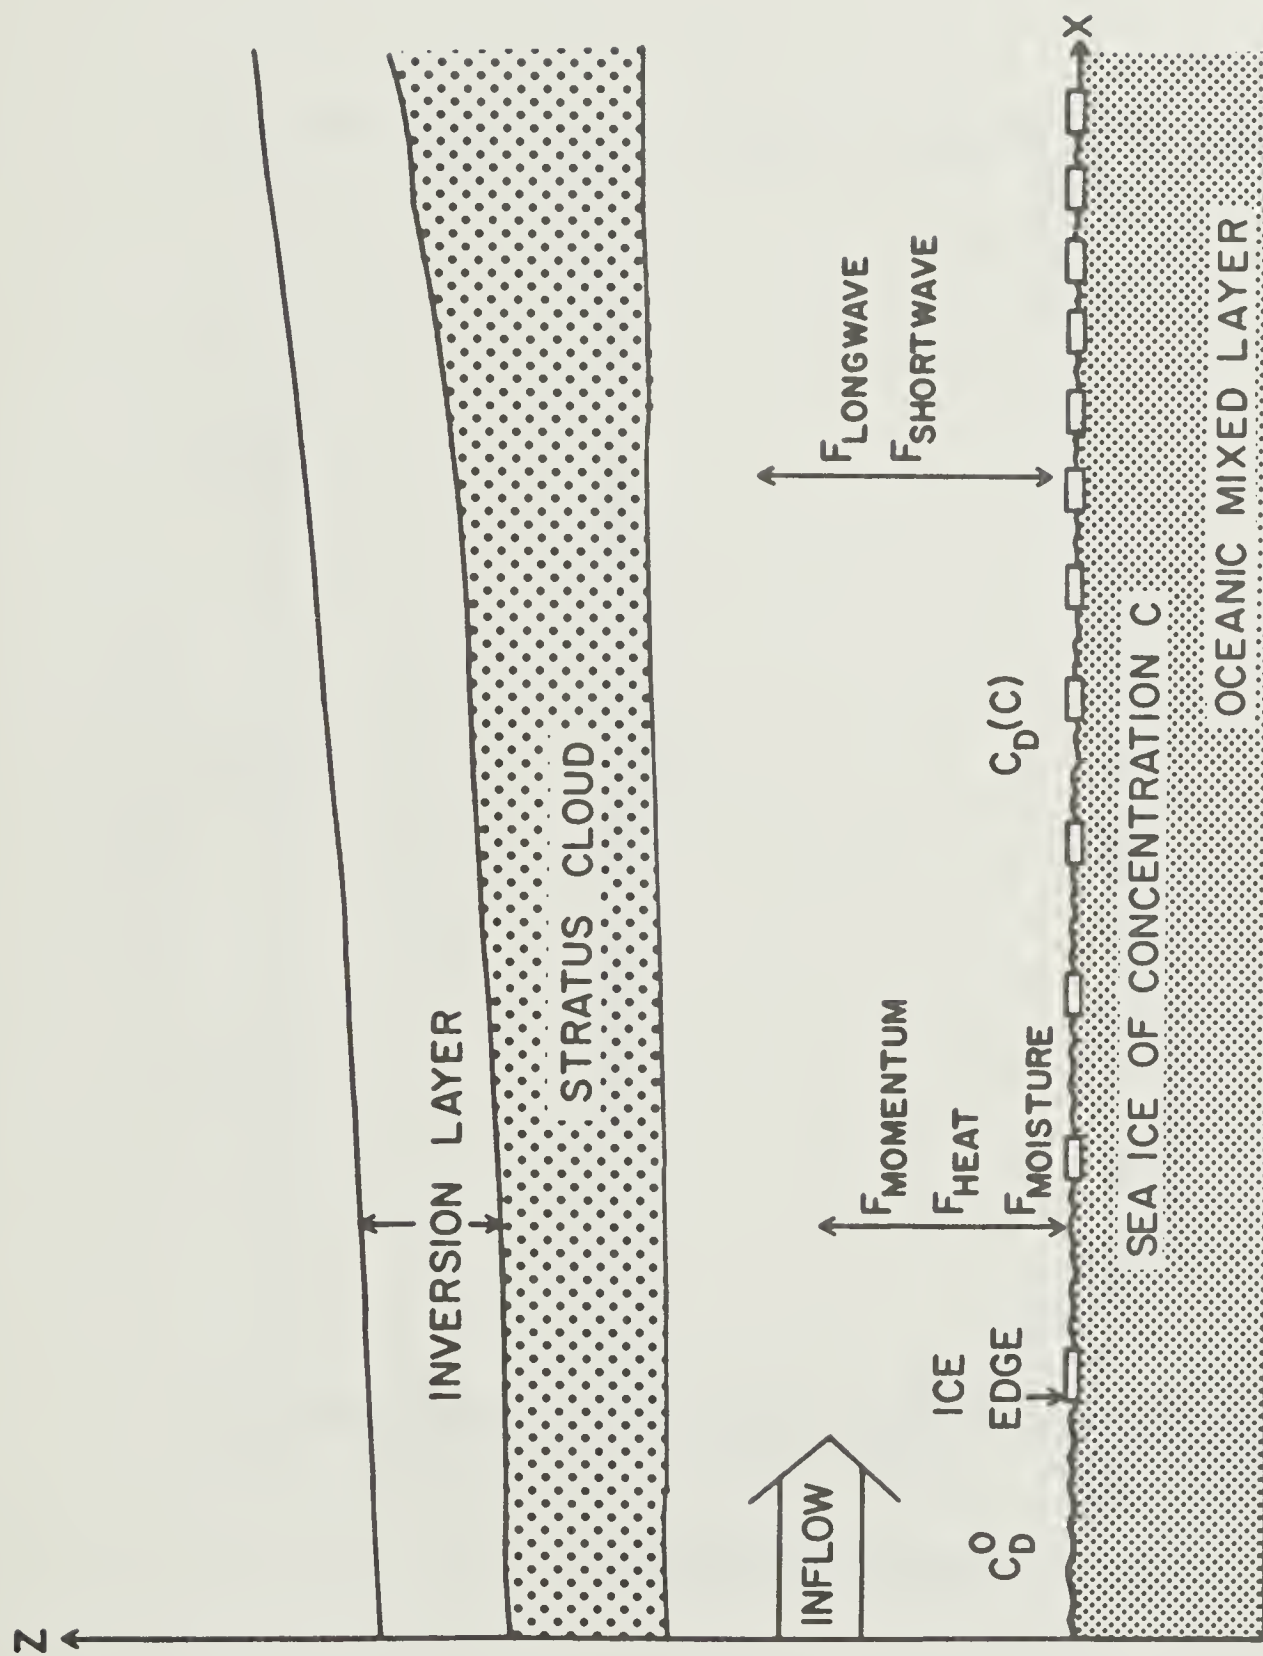 Z
INVERSION LAYER
STRATUS CLOUD
INFLOW
C_D^O
ICE
EDGE
F_MOMENTUM
F_HEAT
F_MOISTURE
C_D(C)
F_LONGWAVE
F_SHORTWAVE
X
SEA ICE OF CONCENTRATION C
OCEANIC MIXED LAYER